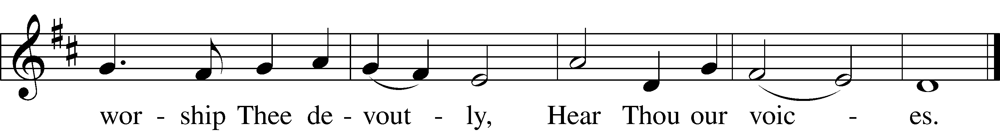 wor - ship Thee de - vout - ly, Hear Thou our voic - es.